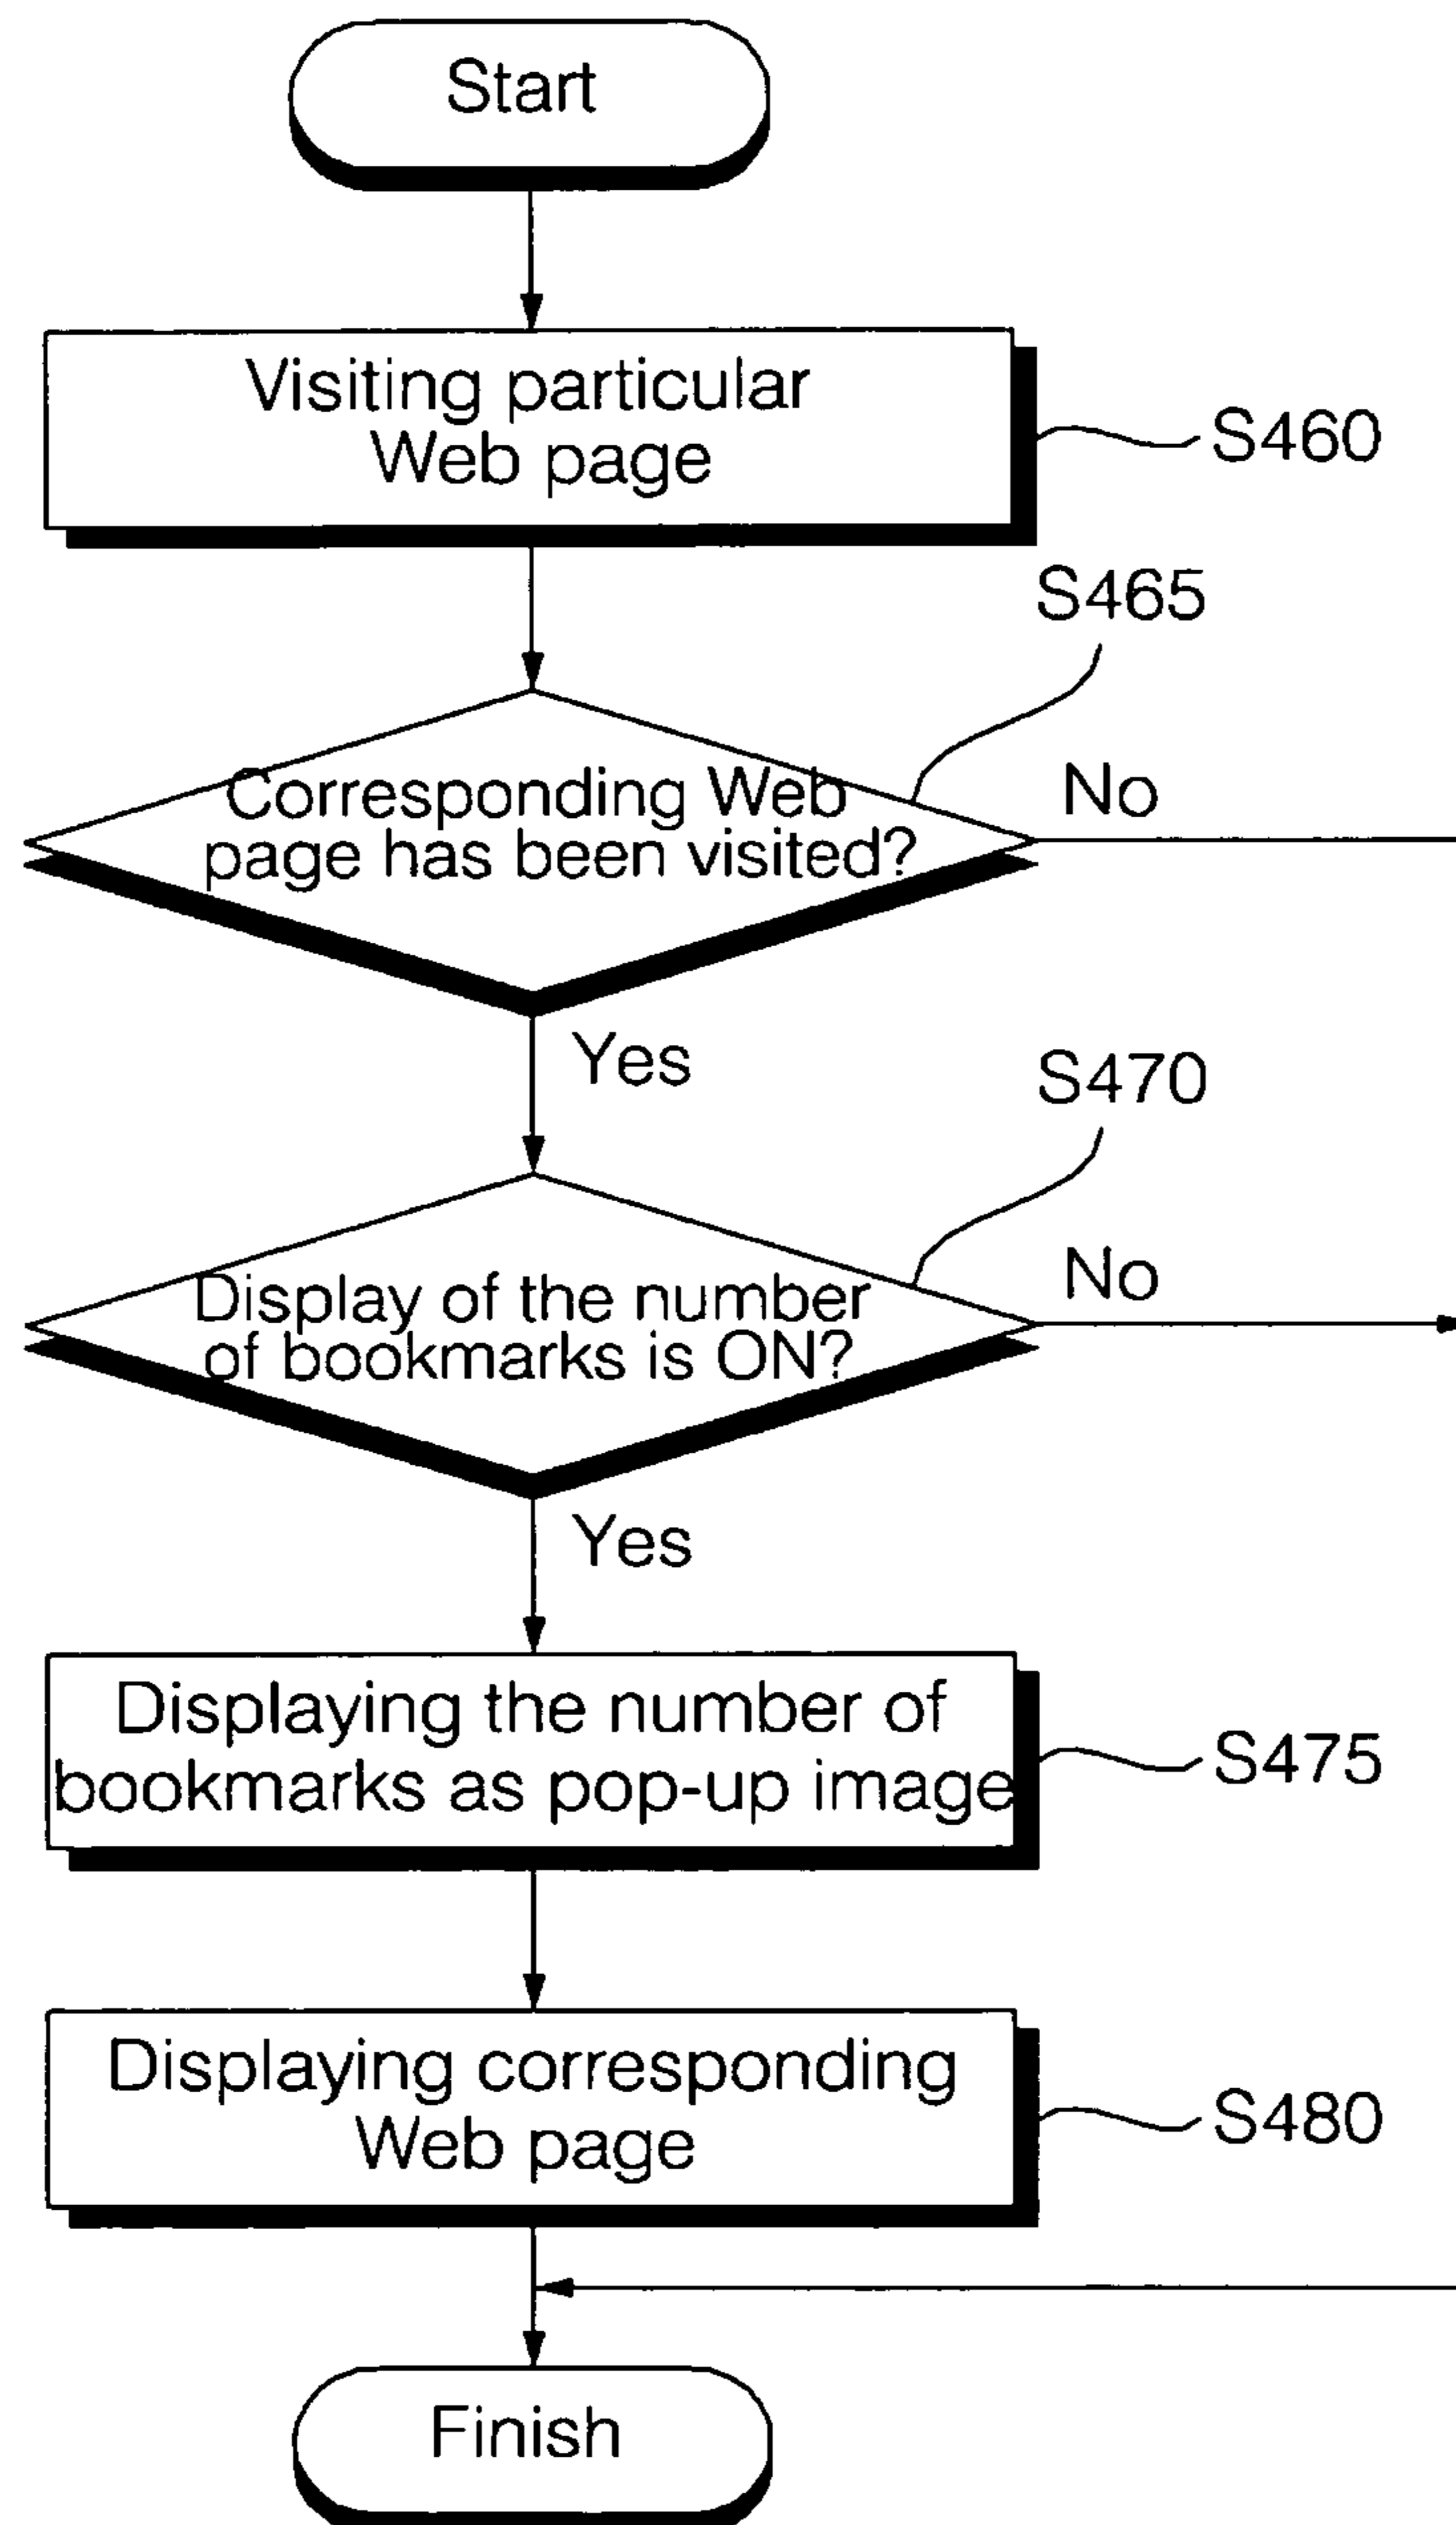 Start
Visiting particular
Web page
S460
S465
Corresponding Web
page has been visited?
No
Yes
S470
Display of the number
of bookmarks is ON?
No
Yes
Displaying the number of
bookmarks as pop-up image
S475
Displaying corresponding
Web page
S480
Finish